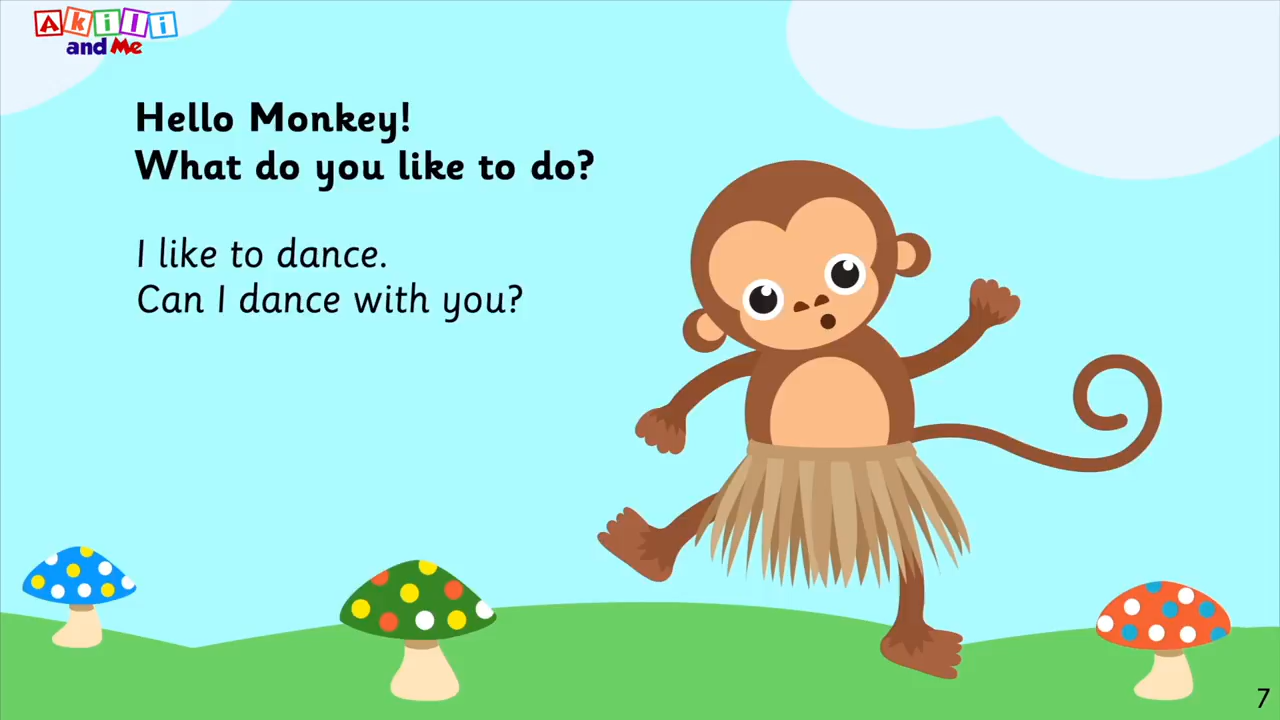 Akili
and Me
Hello Monkey!
What do you like to do?
I like to dance.
Can I dance with you?
7